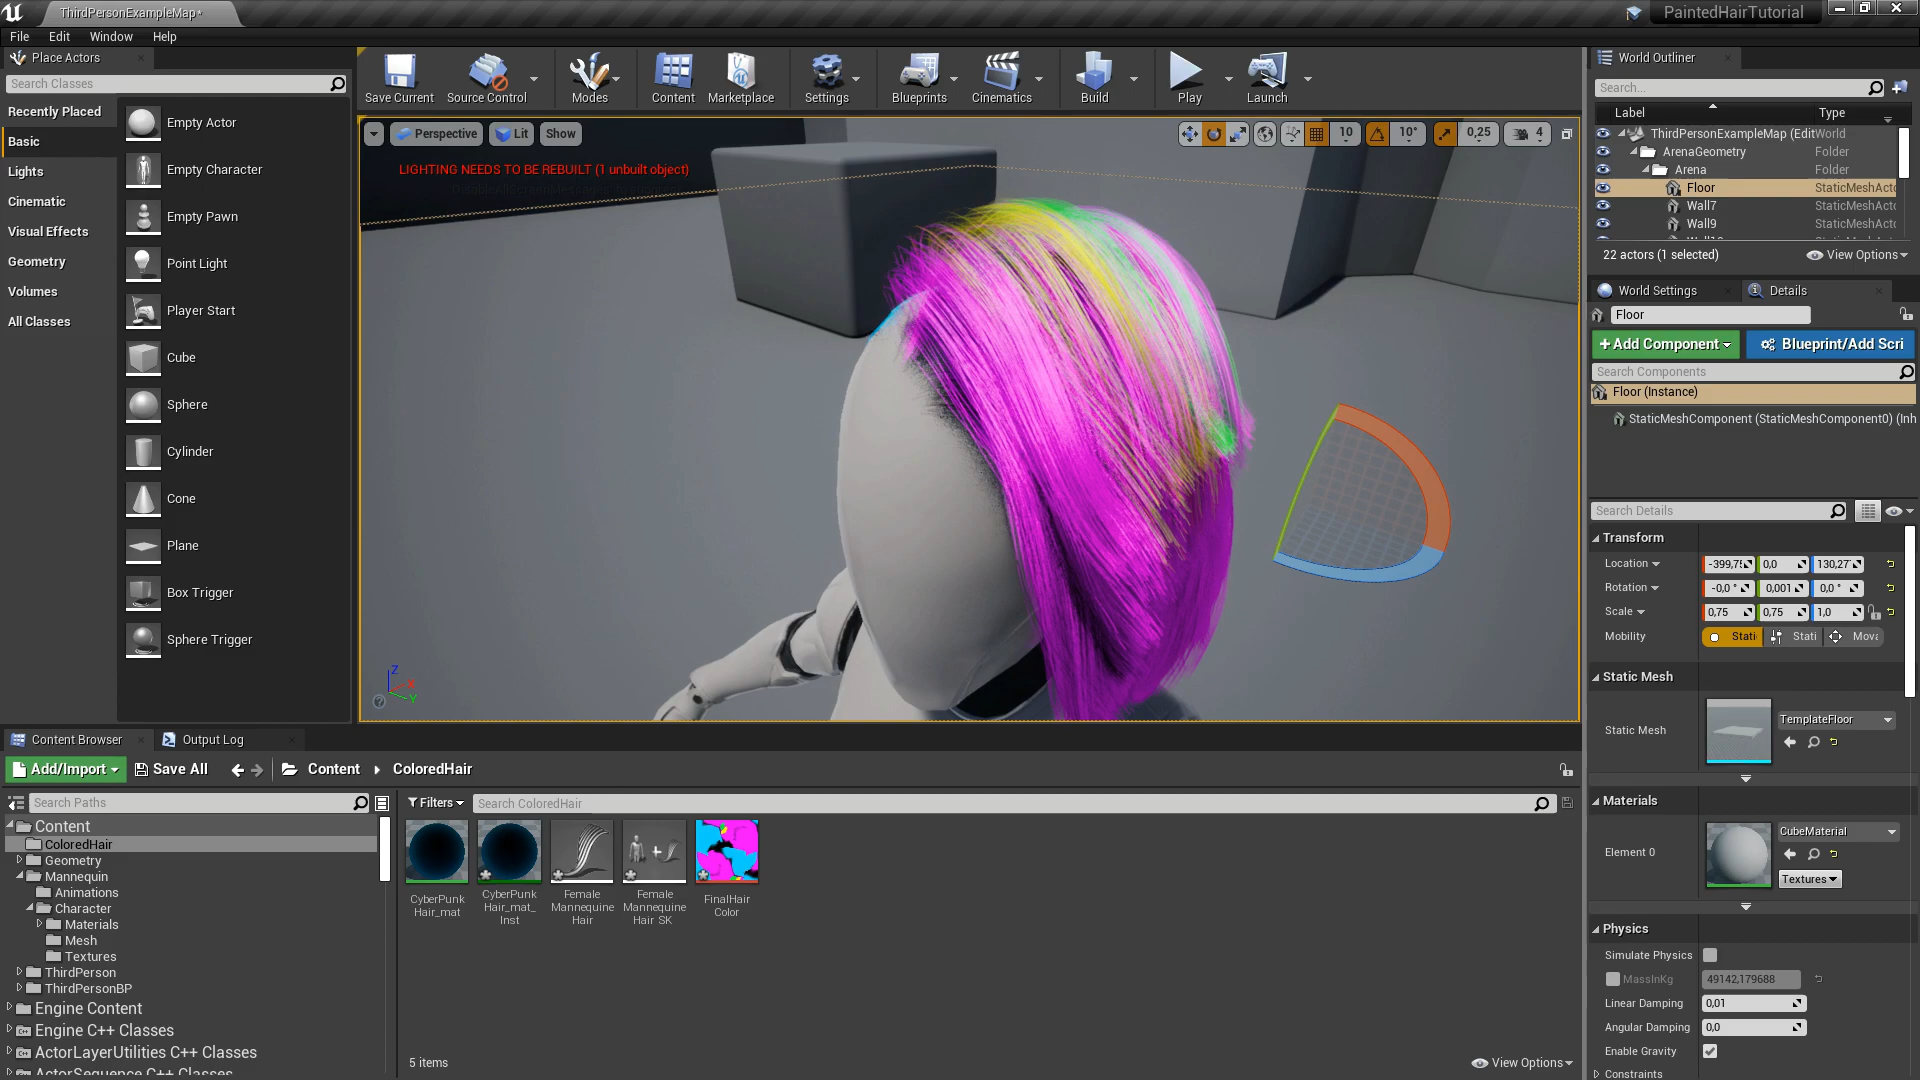 ThirdPersonExampleMap*
PaintedHairTutorial
File Edit Window Help
Place Actors
Search Classes
Recently Placed
Basic
Lights
Cinematic
Visual Effects
Geometry
Volumes
All Classes
Empty Actor
Empty Character
Empty Pawn
Point Light
Player Start
Cube
Sphere
Cylinder
Cone
Plane
Box Trigger
Sphere Trigger
Save Current
Source Control
Modes
Content
Marketplace
Settings
Blueprints
Cinematics
Build
Play
Launch
Perspective Lit Show
10 10° 0,25 4
LIGHTING NEEDS TO BE REBUILT (1 unbuilt object)
Z
X
Y
World Outliner
Search...
Label Type
ThirdPersonExampleMap (Edit World
ArenaGeometry Folder
Arena Folder
Floor StaticMeshActo
Wall7 StaticMeshActo
Wall9 StaticMeshActo
22 actors (1 selected) View Options
World Settings Details
Floor
+Add Component Blueprint/Add Scri
Search Components
Floor (Instance)
StaticMeshComponent (StaticMeshComponent0) (Inh
Search Details
Transform
Location -399,75 0,0 130,27
Rotation -0,0 ° 0,001 0,0 °
Scale 0,75 0,75 1,0
Mobility Stati Stati Mova
Static Mesh
Static Mesh TemplateFloor
Materials
Element 0 CubeMaterial
Textures
Physics
Simulate Physics
MassInKg 49142,179688
Linear Damping 0,01
Angular Damping 0,0
Enable Gravity
Constraints
Content Browser Output Log
Add/Import Save All Content ColoredHair
Search Paths
Filters Search ColoredHair
Content
ColoredHair
Geometry
Mannequin
Animations
Character
Materials
Mesh
Textures
ThirdPerson
ThirdPersonBP
Engine Content
Engine C++ Classes
ActorLayerUtilities C++ Classes
ActorSequence C++ Classes
CyberPunk
Hair_mat
CyberPunk
Hair_mat_
Inst
Female
Mannequine
Hair
Female
Mannequine
Hair SK
FinalHair
Color
5 items View Options